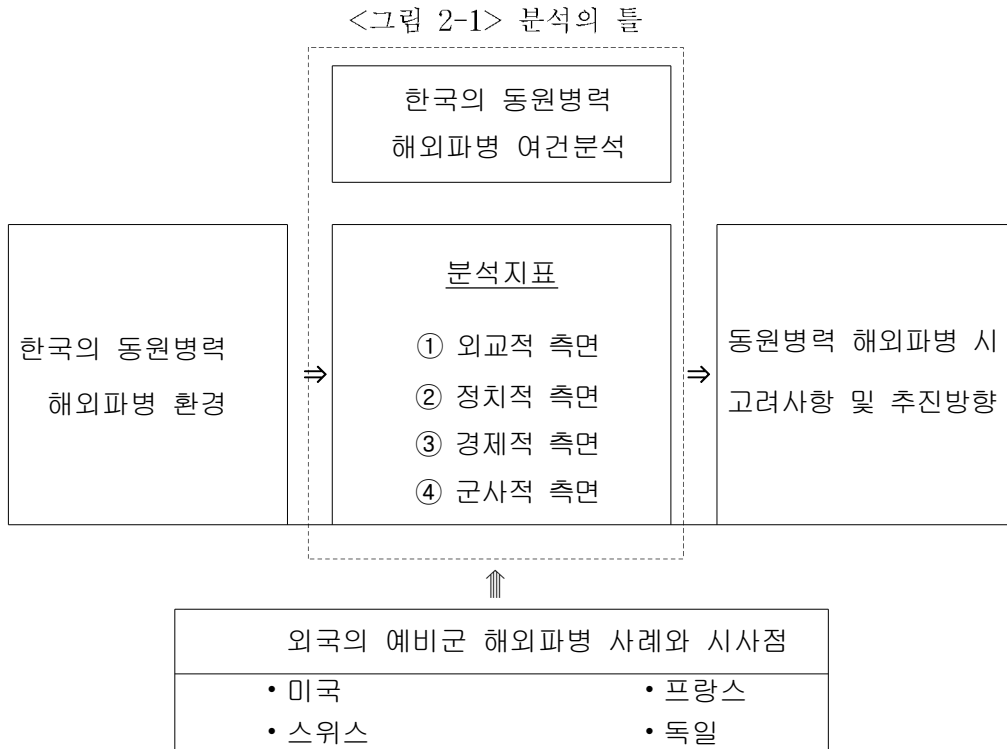 <그림 2-1> 분석의 틀
한국의 동원병력
해외파병 여건분석
한국의 동원병력
해외파병 환경
⇒
분석지표
① 외교적 측면
② 정치적 측면
③ 경제적 측면
④ 군사적 측면
⇒
동원병력 해외파병 시
고려사항 및 추진방향
⇑
외국의 예비군 해외파병 사례와 시사점
• 미국 • 프랑스
• 스위스 • 독일